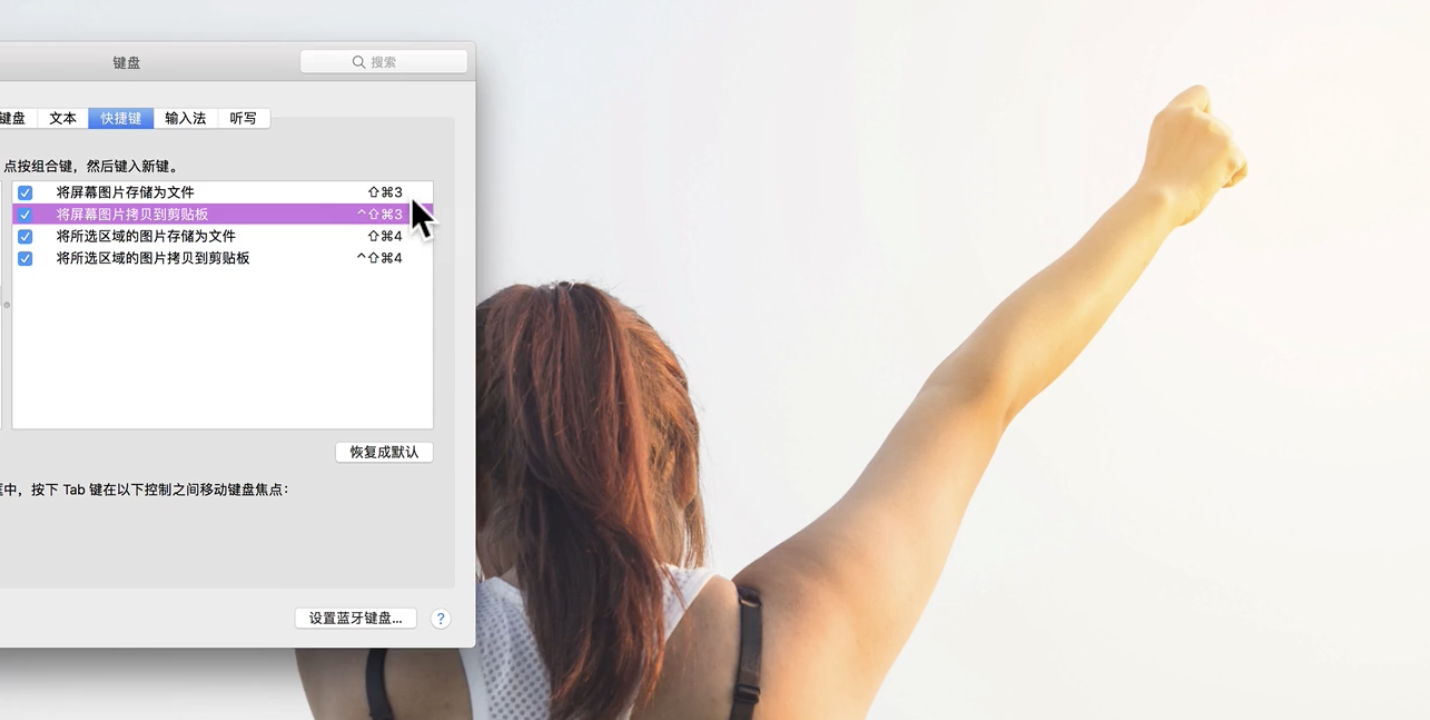 键盘
搜索
键盘 文本 快捷键 输入法 听写
点按组合键，然后键入新键。
将屏幕图片存储为文件 ⇧⌘3
将屏幕图片拷贝到剪贴板 ^⇧⌘3
将所选区域的图片存储为文件 ⇧⌘4
将所选区域的图片拷贝到剪贴板 ^⇧⌘4
恢复成默认
中，按下 Tab 键在以下控制之间移动键盘焦点：
设置蓝牙键盘...
?